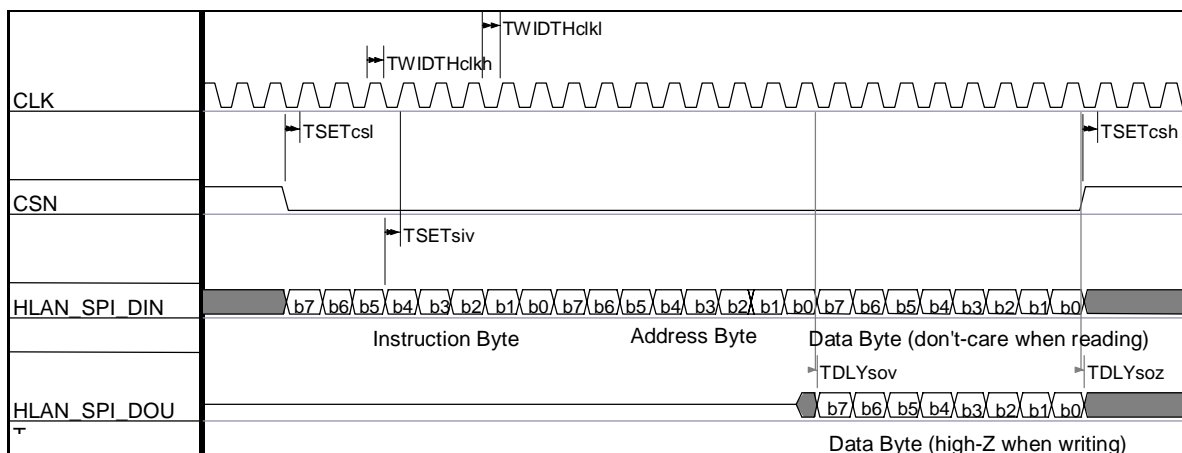 TWIDTHclkl
TWIDTHclkh
CLK
TSETcsl
TSETcsh
CSN
TSETsiv
HLAN_SPI_DIN b7 b6 b5 b4 b3 b2 b1 b0 b7 b6 b5 b4 b3 b2 b1 b0 b7 b6 b5 b4 b3 b2 b1 b0
Instruction Byte Address Byte Data Byte (don't-care when reading)
TDLYsov TDLYsoz
HLAN_SPI_DOU b7 b6 b5 b4 b3 b2 b1 b0
T
Data Byte (high-Z when writing)